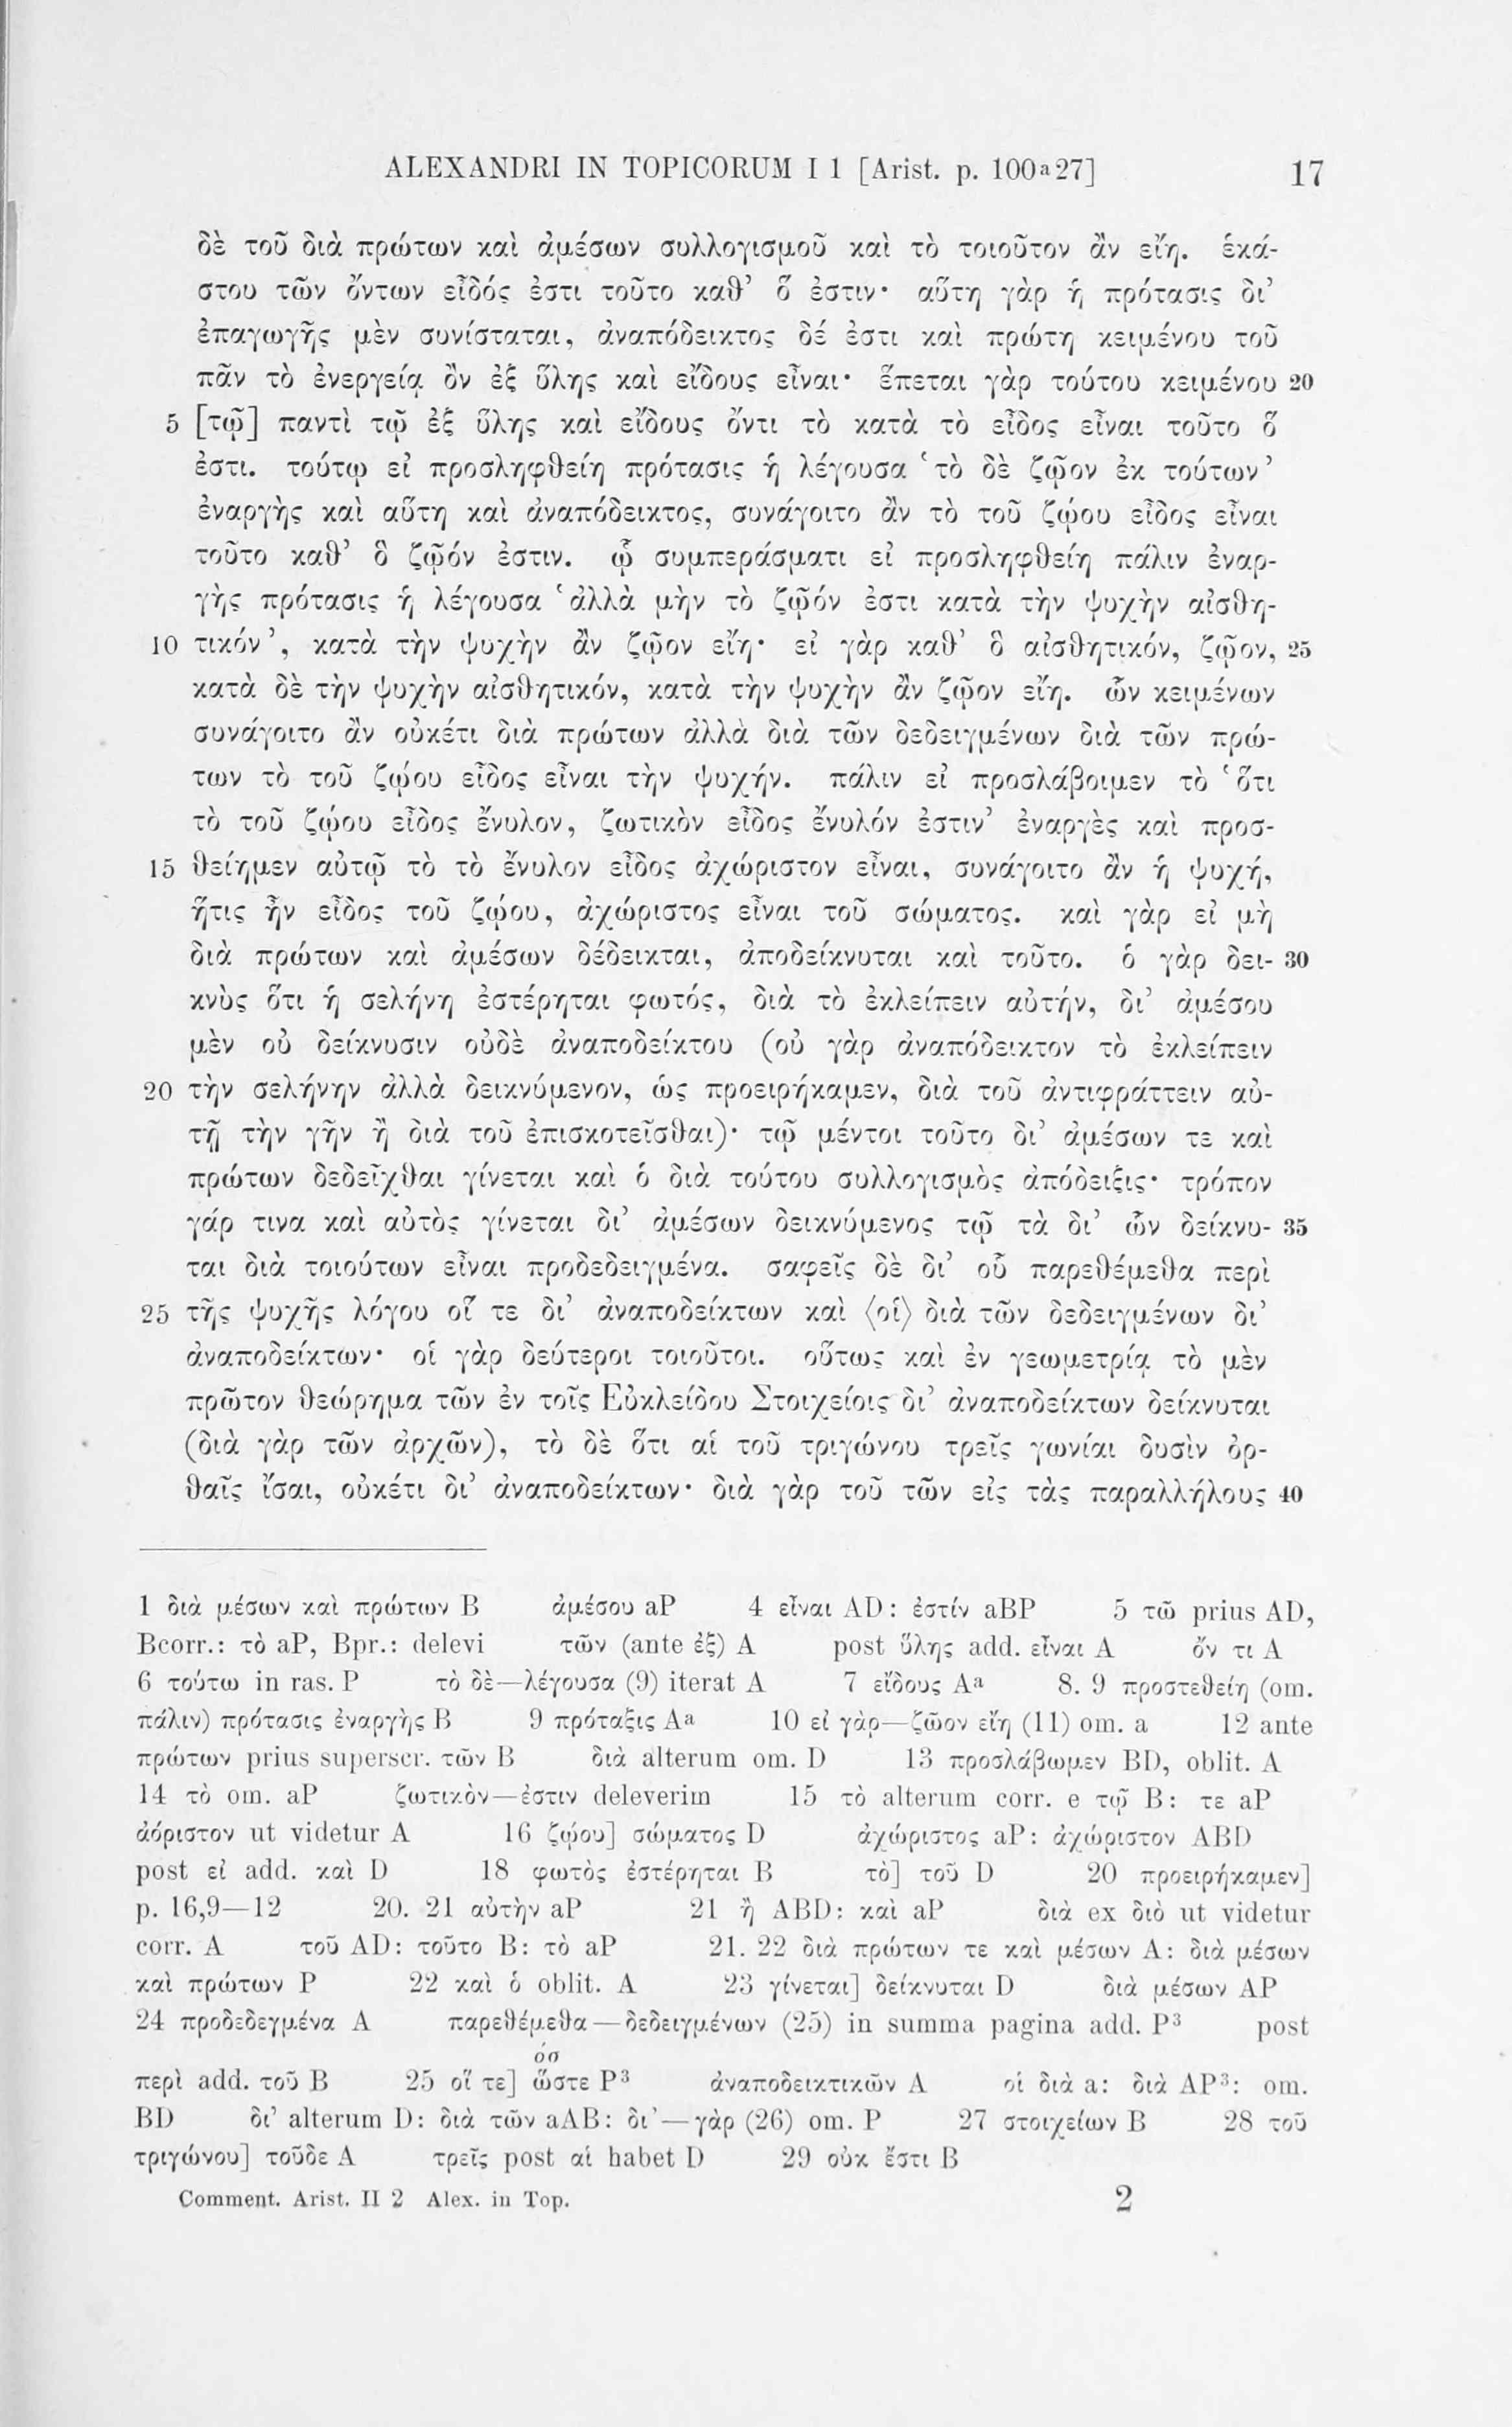 ALEXANDRI IN TOPICORUM I 1 [Arist. p. 100ᵃ27] 17
δὲ τοῦ διὰ πρώτων καὶ ἀμέσων συλλογισμοῦ καὶ τὸ τοιοῦτον ἂν εἴη. ἑκά-
στου τῶν ὄντων εἶδός ἐστι τοῦτο καθ’ ὅ ἐστιν· αὕτη γὰρ ἡ πρότασις δι’
ἐπαγωγῆς μὲν συνίσταται, ἀναπόδεικτος δέ ἐστι καὶ πρώτη κειμένου τοῦ
πᾶν τὸ ἐνεργείᾳ ὂν ἐξ ὕλης καὶ εἴδους εἶναι· ἕπεται γὰρ τούτου κειμένου 20
5 [τῷ] παντὶ τῷ ἐξ ὕλης καὶ εἴδους ὄντι τὸ κατὰ τὸ εἶδος εἶναι τοῦτο ὅ
ἐστι. τούτῳ εἰ προσληφθείη πρότασις ἡ λέγουσα ‘τὸ δὲ ζῷον ἐκ τούτων’
ἐναργὴς καὶ αὕτη καὶ ἀναπόδεικτος, συνάγοιτο ἂν τὸ τοῦ ζῴου εἶδος εἶναι
τοῦτο καθ’ ὃ ζῷόν ἐστιν. ᾧ συμπεράσματι εἰ προσληφθείη πάλιν ἐναρ-
γὴς πρότασις ἡ λέγουσα ‘ἀλλὰ μὴν τὸ ζῷόν ἐστι κατὰ τὴν ψυχὴν αἰσθη-
10 τικόν’, κατὰ τὴν ψυχὴν ἂν ζῷον εἴη· εἰ γὰρ καθ’ ὃ αἰσθητικόν, ζῷον, 25
κατὰ δὲ τὴν ψυχὴν αἰσθητικόν, κατὰ τὴν ψυχὴν ἂν ζῷον εἴη. ὧν κειμένων
συνάγοιτο ἂν οὐκέτι διὰ πρώτων ἀλλὰ διὰ τῶν δεδειγμένων διὰ τῶν πρώ-
των τὸ τοῦ ζῴου εἶδος εἶναι τὴν ψυχήν. πάλιν εἰ προσλάβοιμεν τὸ ‘ὅτι
τὸ τοῦ ζῴου εἶδος ἔνυλον, ζωτικὸν εἶδος ἔνυλόν ἐστιν’ ἐναργὲς καὶ προσ-
15 θείημεν αὐτῷ τὸ τὸ ἔνυλον εἶδος ἀχώριστον εἶναι, συνάγοιτο ἂν ἡ ψυχή,
ἥτις ἦν εἶδος τοῦ ζῴου, ἀχώριστος εἶναι τοῦ σώματος. καὶ γὰρ εἰ μὴ
διὰ πρώτων καὶ ἀμέσων δέδεικται, ἀποδείκνυται καὶ τοῦτο. ὁ γὰρ δει- 30
κνὺς ὅτι ἡ σελήνη ἐστέρηται φωτός, διὰ τὸ ἐκλείπειν αὐτήν, δι’ ἀμέσου
μὲν οὐ δείκνυσιν οὐδὲ ἀναποδείκτου (οὐ γὰρ ἀναπόδεικτον τὸ ἐκλείπειν
20 τὴν σελήνην ἀλλὰ δεικνύμενον, ὡς προειρήκαμεν, διὰ τοῦ ἀντιφράττειν αὐ-
τῇ τὴν γῆν ἢ διὰ τοῦ ἐπισκοτεῖσθαι)· τῷ μέντοι τοῦτο δι’ ἀμέσων τε καὶ
πρώτων δεδεῖχθαι γίνεται καὶ ὁ διὰ τούτου συλλογισμὸς ἀπόδειξις· τρόπον
γάρ τινα καὶ αὐτὸς γίνεται δι’ ἀμέσων δεικνύμενος τῷ τὰ δι’ ὧν δείκνυ- 35
ται διὰ τοιούτων εἶναι προδεδειγμένα. σαφεῖς δὲ δι’ οὗ παρεθέμεθα περὶ
25 τῆς ψυχῆς λόγου οἵ τε δι’ ἀναποδείκτων καὶ ⟨οἱ⟩ διὰ τῶν δεδειγμένων δι’
ἀναποδείκτων· οἱ γὰρ δεύτεροι τοιοῦτοι. οὕτως καὶ ἐν γεωμετρίᾳ τὸ μὲν
πρῶτον θεώρημα τῶν ἐν τοῖς Εὐκλείδου Στοιχείοις δι’ ἀναποδείκτων δείκνυται
(διὰ γὰρ τῶν ἀρχῶν), τὸ δὲ ὅτι αἱ τοῦ τριγώνου τρεῖς γωνίαι δυσὶν ὀρ-
θαῖς ἴσαι, οὐκέτι δι’ ἀναποδείκτων· διὰ γὰρ τοῦ τῶν εἰς τὰς παραλλήλους 40
1 διὰ μέσων καὶ πρώτων B ἀμέσου aP 4 εἶναι AD: ἐστίν aBP 5 τῶ prius AD,
Bcorr.: τὸ aP, Bpr.: delevi τῶν (ante ἐξ) A post ὕλης add. εἶναι A ὄν τι A
6 τούτω in ras. P τὸ δὲ—λέγουσα (9) iterat A 7 εἴδους Aᵃ 8. 9 προστεθείη (om.
πάλιν) πρότασις ἐναργὴς B 9 πρόταξις Aᵃ 10 εἰ γὰρ—ζῶον εἴη (11) om. a 12 ante
πρώτων prius superscr. τῶν B διὰ alterum om. D 13 προσλάβωμεν BD, oblit. A
14 τὸ om. aP ζωτικὸν—ἐστιν deleverim 15 τὸ alterum corr. e τῷ B: τε aP
ἀόριστον ut videtur A 16 ζῴου] σώματος D ἀχώριστος aP: ἀχώριστον ABD
post εἰ add. καὶ D 18 φωτὸς ἐστέρηται B τὸ] τοῦ D 20 προειρήκαμεν]
p. 16,9—12 20. 21 αὐτὴν aP 21 ἢ ABD: καὶ aP διὰ ex διὸ ut videtur
corr. A τοῦ AD: τοῦτο B: τὸ aP 21. 22 διὰ πρώτων τε καὶ μέσων A: διὰ μέσων
καὶ πρώτων P 22 καὶ ὁ oblit. A 23 γίνεται] δείκνυται D διὰ μέσων AP
24 προδεδεγμένα A παρεθέμεθα—δεδειγμένων (25) in summa pagina add. P³ post
περὶ add. τοῦ B 25 οἵ τε] ὥστε P³ ἀναποδεικτικῶν A οἱ διὰ a: διὰ AP³: om.
BD δι’ alterum D: διὰ τῶν aAB: δι’—γὰρ (26) om. P 27 στοιχείων B 28 τοῦ
τριγώνου] τοῦδε A τρεῖς post αἱ habet D 29 οὐκ ἔστι B
Comment. Arist. II 2 Alex. in Top. 2